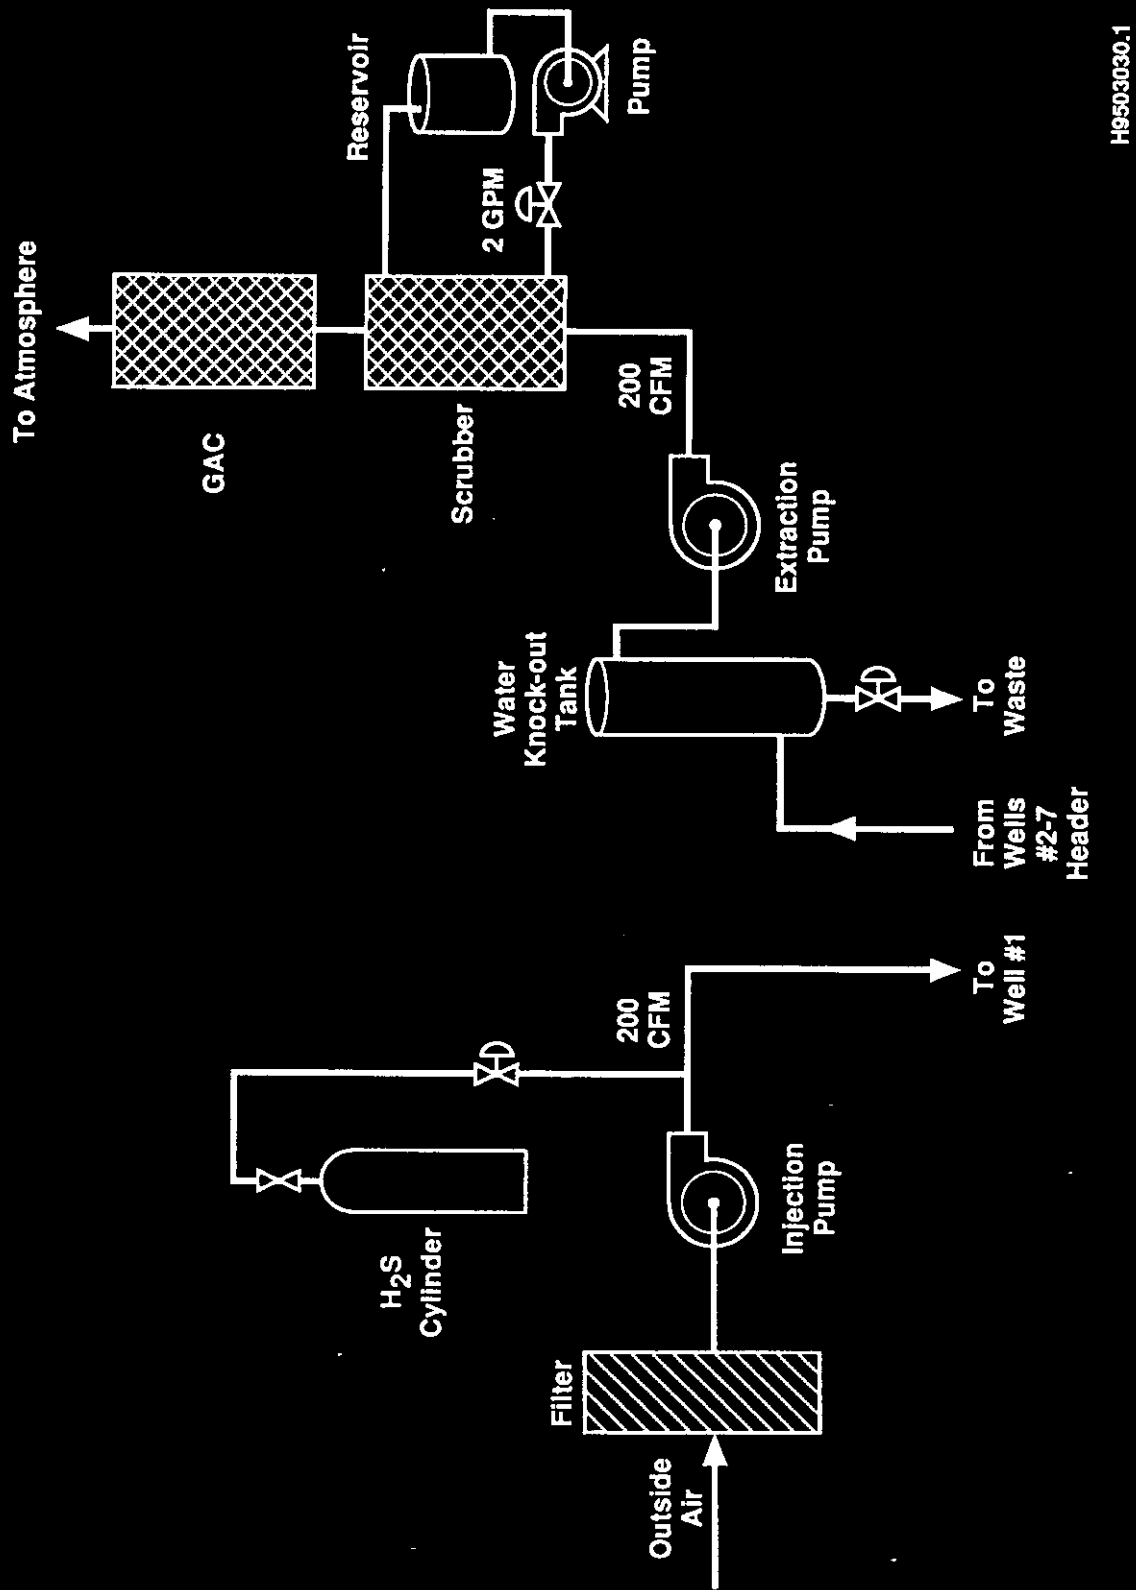 Outside
Air
Filter
H2S
Cylinder
Injection
Pump
200
CFM
To
Well #1
From
Wells
#2-7
Header
Water
Knock-out
Tank
To
Waste
Extraction
Pump
200
CFM
Scrubber
GAC
To Atmosphere
2 GPM
Reservoir
Pump
H9503030.1